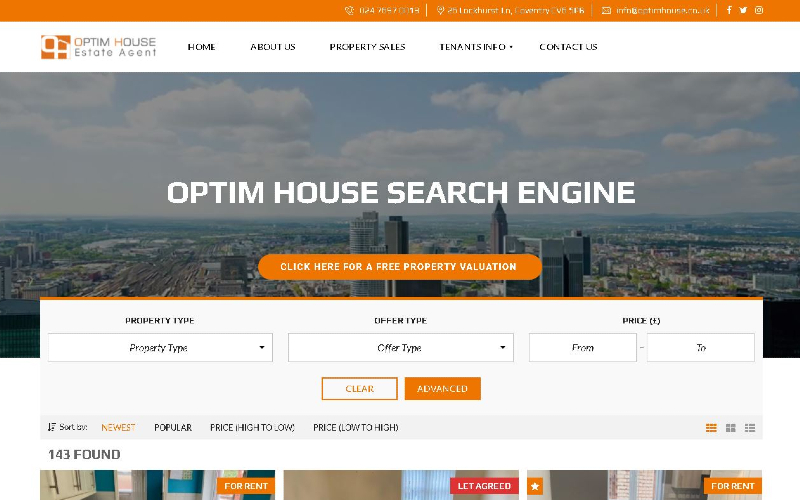 024 7697 0019 26 Lockhurst Ln, Coventry CV6 5PB info@optimhouse.co.uk
OPTIM HOUSE
Estate Agent
HOME ABOUT US PROPERTY SALES TENANTS INFO CONTACT US
OPTIM HOUSE SEARCH ENGINE
CLICK HERE FOR A FREE PROPERTY VALUATION
PROPERTY TYPE OFFER TYPE PRICE (£)
Property Type Offer Type From – To
CLEAR ADVANCED
Sort by: NEWEST POPULAR PRICE (HIGH TO LOW) PRICE (LOW TO HIGH)
143 FOUND
FOR RENT LET AGREED FOR RENT